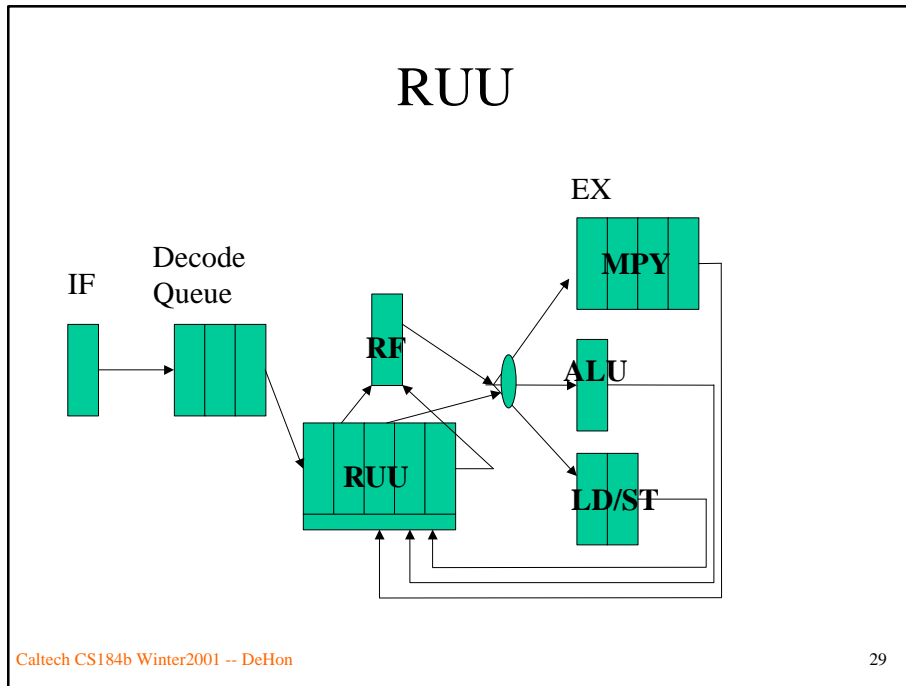 RUU
EX
MPY
Decode
Queue
IF
RF
ALU
RUU
LD/ST
Caltech CS184b Winter2001 -- DeHon
29